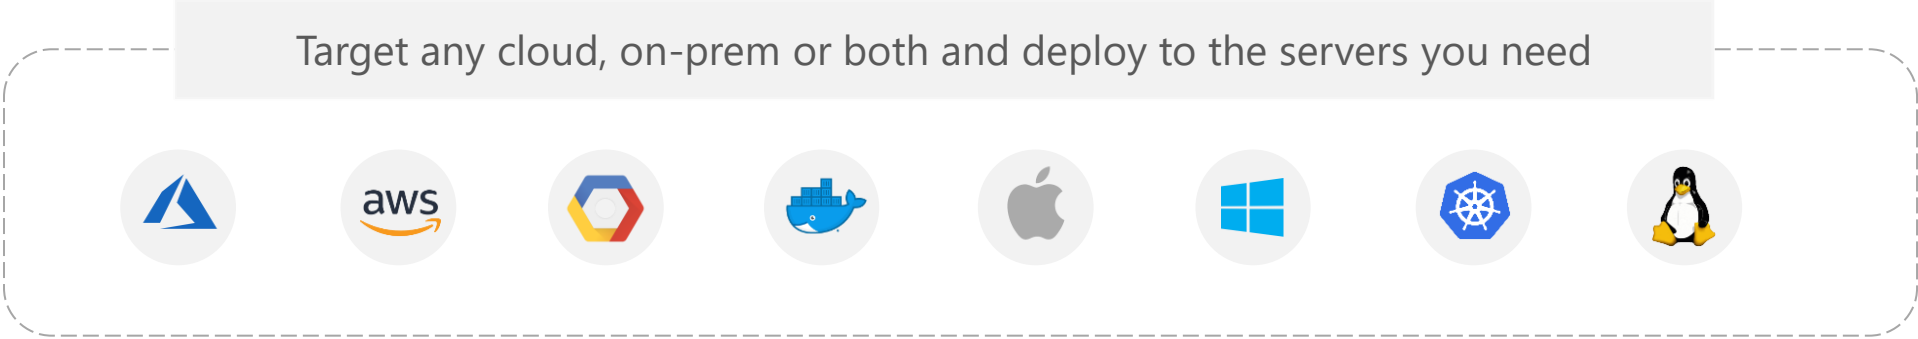 Target any cloud, on-prem or both and deploy to the servers you need
aws